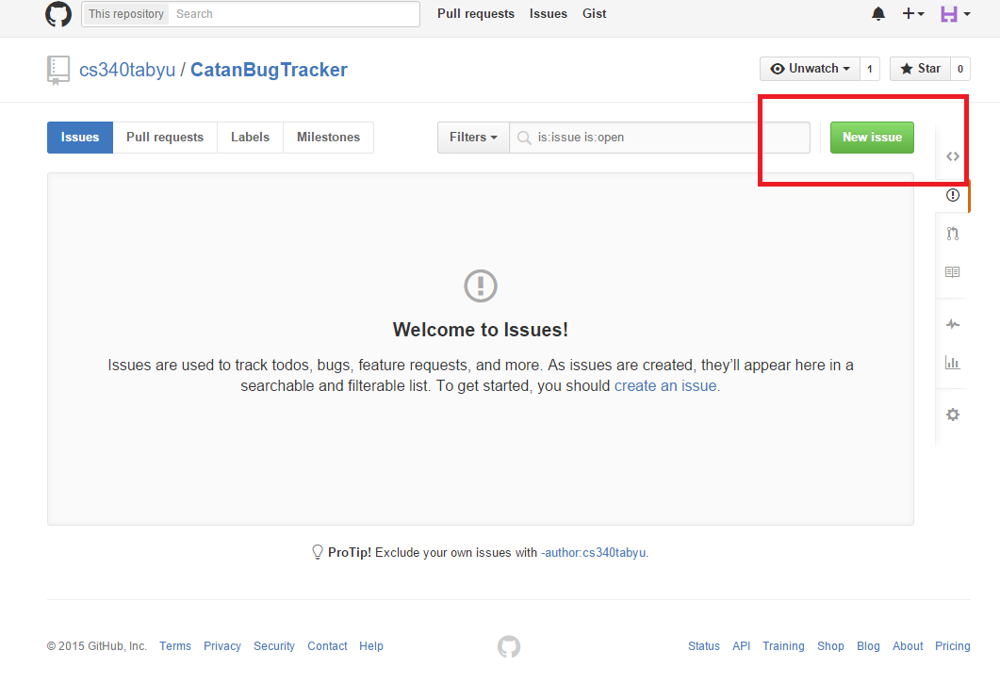 This repository Search Pull requests Issues Gist
cs340tabyu / CatanBugTracker Unwatch 1 Star 0
Issues Pull requests Labels Milestones Filters is:issue is:open New issue
Welcome to Issues!
Issues are used to track todos, bugs, feature requests, and more. As issues are created, they'll appear here in a
searchable and filterable list. To get started, you should create an issue.
ProTip! Exclude your own issues with -author:cs340tabyu.
© 2015 GitHub, Inc. Terms Privacy Security Contact Help Status API Training Shop Blog About Pricing